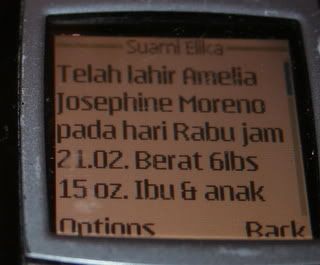 Suami Elika
Telah lahir Amelia
Josephine Moreno
pada hari Rabu jam
21.02. Berat 6lbs
15 oz. Ibu & anak
Options Back